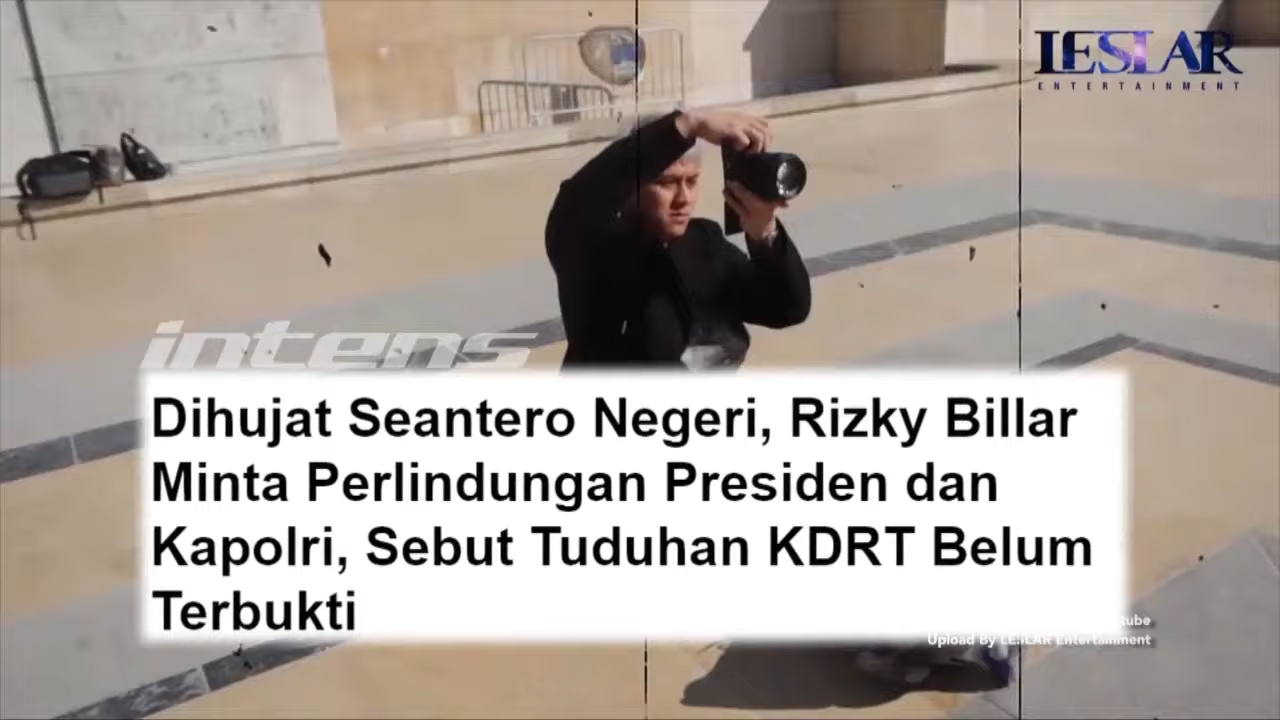 LESLAR
ENTERTAINMENT
intens
Dihujat Seantero Negeri, Rizky Billar
Minta Perlindungan Presiden dan
Kapolri, Sebut Tuduhan KDRT Belum
Terbukti
Upload By LESLAR Entertainment